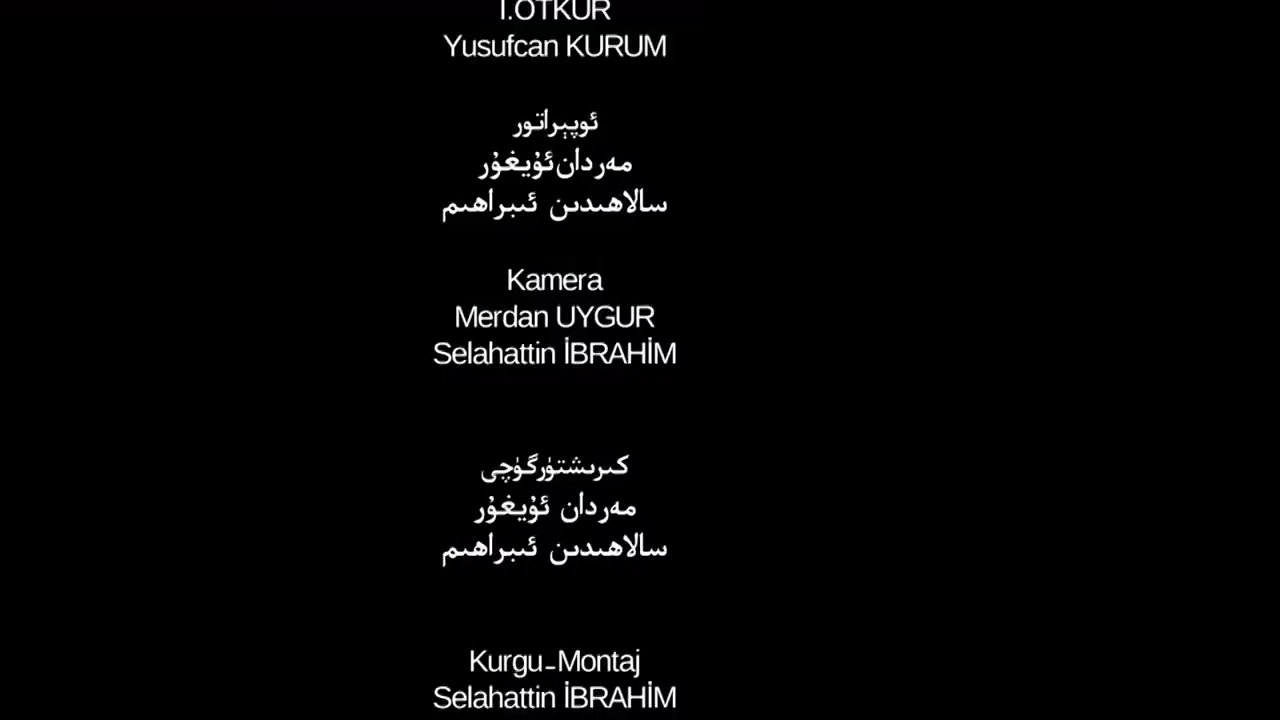 I.OTKUR
Yusufcan KURUM
ئوپېراتور
مەردان ئۇيغۇر
سالاھىدىن ئىبراھىم
Kamera
Merdan UYGUR
Selahattin İBRAHİM
كىرىشتۈرگۈچى
مەردان ئۇيغۇر
سالاھىدىن ئىبراھىم
Kurgu-Montaj
Selahattin İBRAHİM